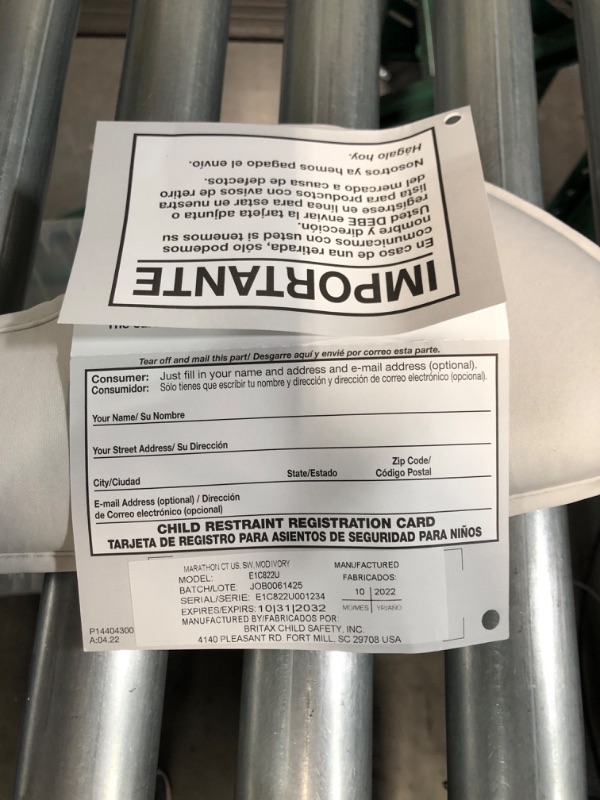 IMPORTANTE
En caso de una retirada, sólo podemos
comunicarnos con usted si tenemos su
nombre y dirección.
Usted DEBE enviar la tarjeta adjunta o
regístrese en línea para estar en nuestra
lista para productos con avisos de retiro
del mercado a causa de defectos.
Nosotros ya hemos pagado el envío.
Hágalo hoy.
Tear off and mail this part/ Desgarre aquí y envié por correo esta parte.
Consumer: Just fill in your name and address and e-mail address (optional).
Consumidor: Sólo tienes que escribir tu nombre y dirección y dirección de correo electrónico (opcional).
Your Name/ Su Nombre
Your Street Address/ Su Dirección
City/Ciudad State/Estado Zip Code/
Código Postal
E-mail Address (optional) / Dirección
de Correo electrónico (opcional)
CHILD RESTRAINT REGISTRATION CARD
TARJETA DE REGISTRO PARA ASIENTOS DE SEGURIDAD PARA NIÑOS
MARATHON CT US, SW, MOD IVORY
MODEL: E1C822U
BATCH/LOTE: JOB0061425
SERIAL/SERIE: E1C822U001234
EXPIRES/EXPIRS: 10|31|2032
MANUFACTURED
FABRICADOS:
10 | 2022
MO/MES | YR/AÑO
MANUFACTURED BY/FABRICADOS POR:
BRITAX CHILD SAFETY, INC.
4140 PLEASANT RD. FORT MILL, SC 29708 USA
P14404300
A:04.22